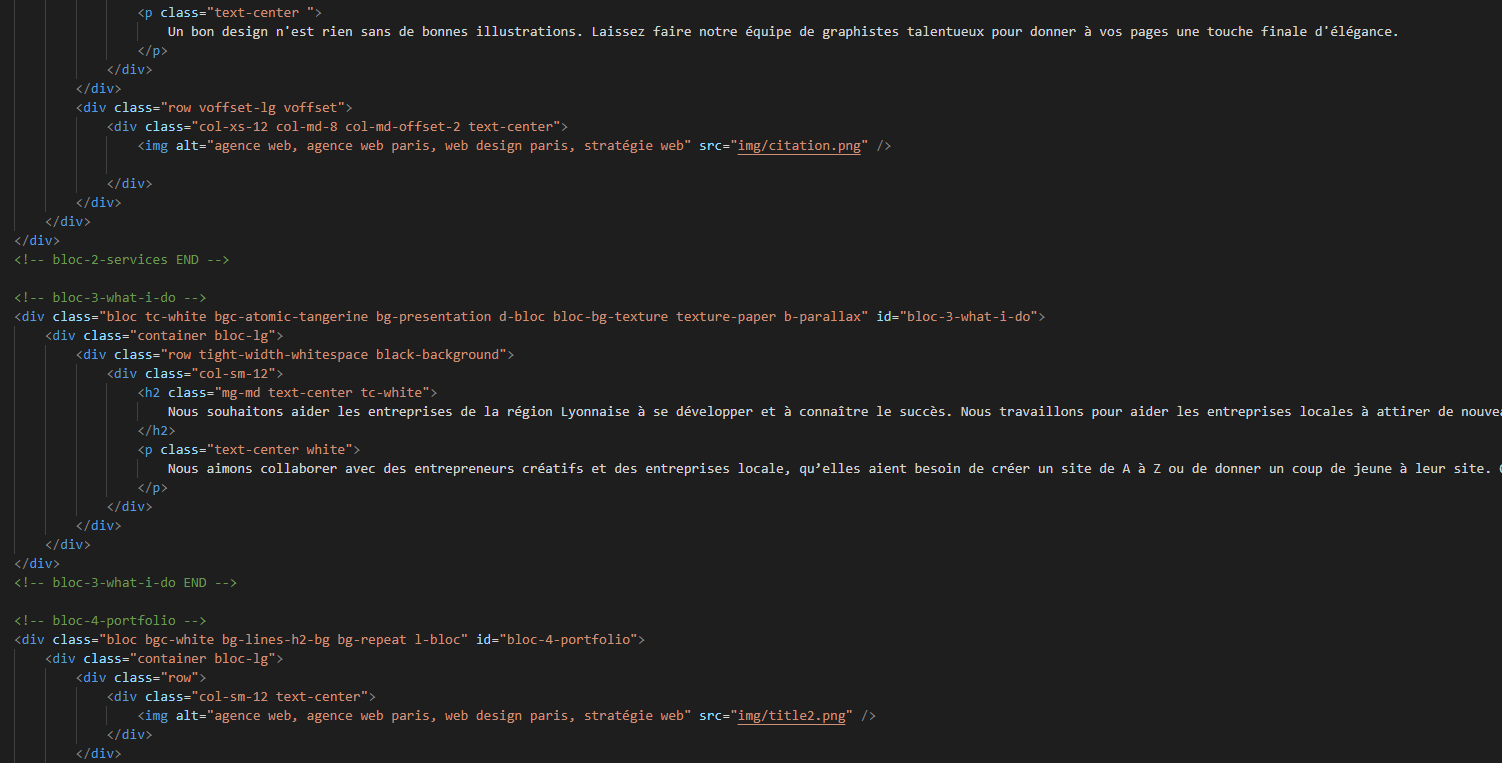 <p class="text-center ">
Un bon design n'est rien sans de bonnes illustrations. Laissez faire notre équipe de graphistes talentueux pour donner à vos pages une touche finale d'élégance.
</p>
</div>
</div>
<div class="row voffset-lg voffset">
<div class="col-xs-12 col-md-8 col-md-offset-2 text-center">
<img alt="agence web, agence web paris, web design paris, stratégie web" src="img/citation.png" />
</div>
</div>
</div>
</div>
<!-- bloc-2-services END -->
<!-- bloc-3-what-i-do -->
<div class="bloc tc-white bgc-atomic-tangerine bg-presentation d-bloc bloc-bg-texture texture-paper b-parallax" id="bloc-3-what-i-do">
<div class="container bloc-lg">
<div class="row tight-width-whitespace black-background">
<div class="col-sm-12">
<h2 class="mg-md text-center tc-white">
Nous souhaitons aider les entreprises de la région Lyonnaise à se développer et à connaître le succès. Nous travaillons pour aider les entreprises locales à attirer de
</h2>
<p class="text-center white">
Nous aimons collaborer avec des entrepreneurs créatifs et des entreprises locale, qu’elles aient besoin de créer un site de A à Z ou de donner un coup de jeune à leur site.
</p>
</div>
</div>
</div>
</div>
<!-- bloc-3-what-i-do END -->
<!-- bloc-4-portfolio -->
<div class="bloc bgc-white bg-lines-h2-bg bg-repeat l-bloc" id="bloc-4-portfolio">
<div class="container bloc-lg">
<div class="row">
<div class="col-sm-12 text-center">
<img alt="agence web, agence web paris, web design paris, stratégie web" src="img/title2.png" />
</div>
</div>